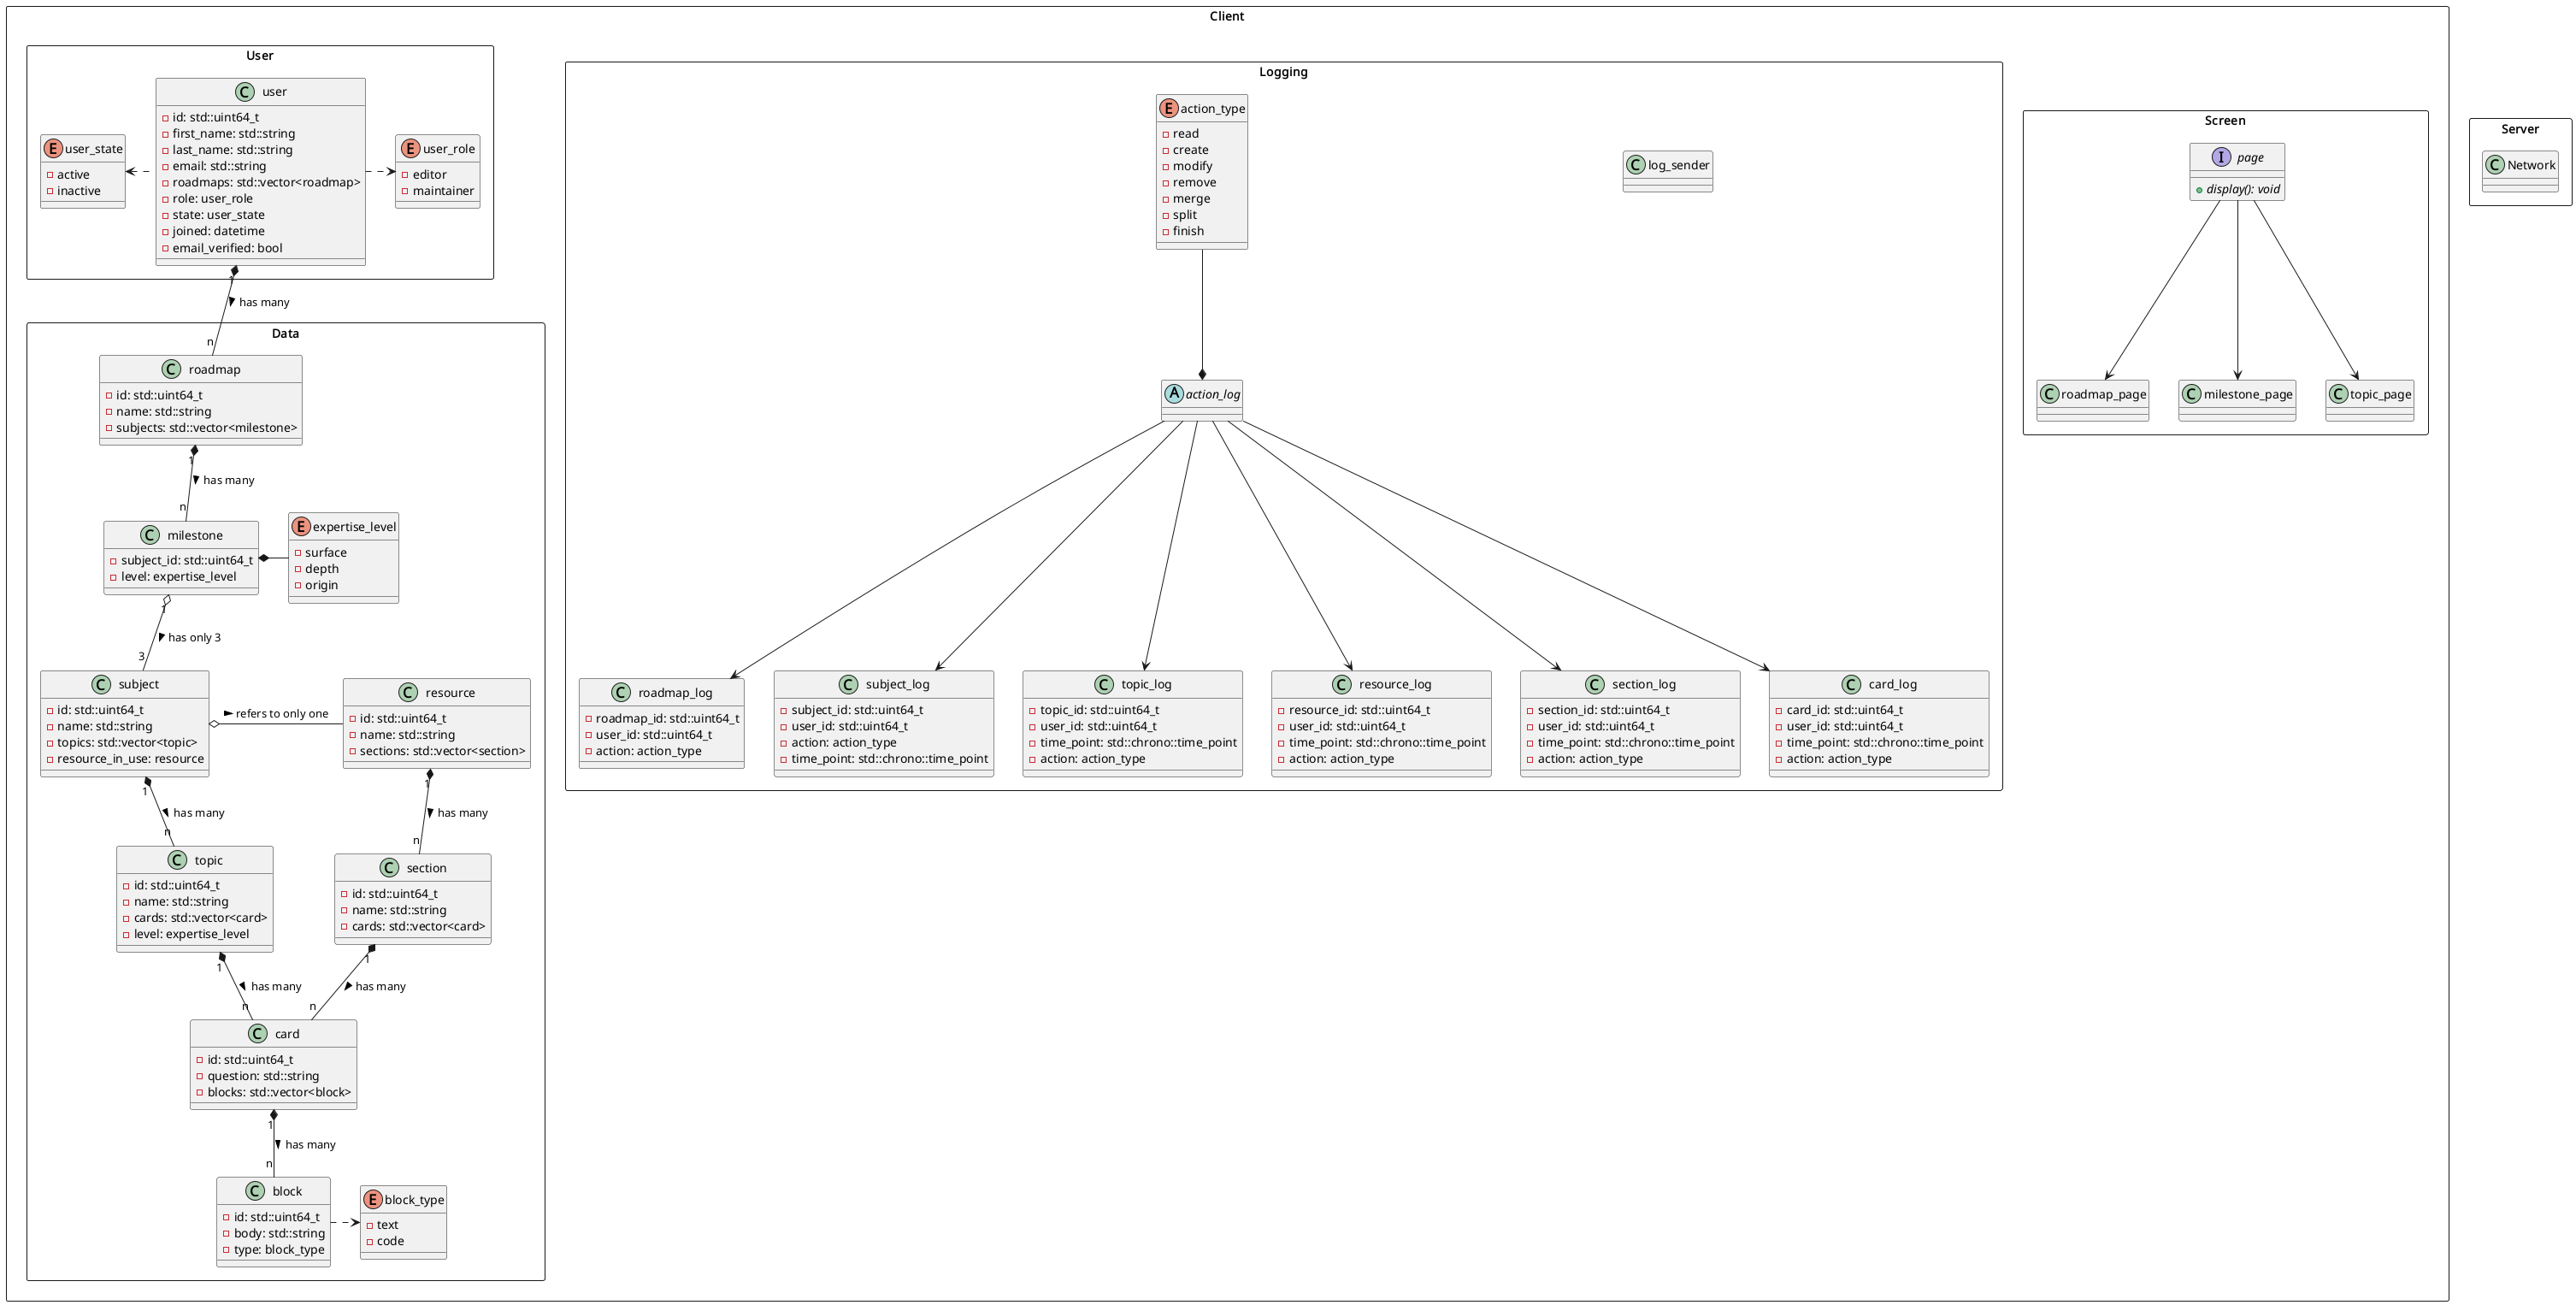 Client
User
C user
- id: std::uint64_t
- first_name: std::string
- last_name: std::string
- email: std::string
- roadmaps: std::vector<roadmap>
- role: user_role
- state: user_state
- joined: datetime
- email_verified: bool
E user_state
- active
- inactive
E user_role
- editor
- maintainer
1
has many
n
Data
C roadmap
- id: std::uint64_t
- name: std::string
- subjects: std::vector<milestone>
1
has many
n
C milestone
- subject_id: std::uint64_t
- level: expertise_level
E expertise_level
- surface
- depth
- origin
1
has only 3
3
C subject
- id: std::uint64_t
- name: std::string
- topics: std::vector<topic>
- resource_in_use: resource
refers to only one
C resource
- id: std::uint64_t
- name: std::string
- sections: std::vector<section>
1
has many
n
1
has many
n
C topic
- id: std::uint64_t
- name: std::string
- cards: std::vector<card>
- level: expertise_level
C section
- id: std::uint64_t
- name: std::string
- cards: std::vector<card>
1
has many
n
1
has many
n
C card
- id: std::uint64_t
- question: std::string
- blocks: std::vector<block>
1
has many
n
C block
- id: std::uint64_t
- body: std::string
- type: block_type
E block_type
- text
- code
Logging
E action_type
- read
- create
- modify
- remove
- merge
- split
- finish
C log_sender
A action_log
C roadmap_log
- roadmap_id: std::uint64_t
- user_id: std::uint64_t
- action: action_type
C subject_log
- subject_id: std::uint64_t
- user_id: std::uint64_t
- action: action_type
- time_point: std::chrono::time_point
C topic_log
- topic_id: std::uint64_t
- user_id: std::uint64_t
- time_point: std::chrono::time_point
- action: action_type
C resource_log
- resource_id: std::uint64_t
- user_id: std::uint64_t
- time_point: std::chrono::time_point
- action: action_type
C section_log
- section_id: std::uint64_t
- user_id: std::uint64_t
- time_point: std::chrono::time_point
- action: action_type
C card_log
- card_id: std::uint64_t
- user_id: std::uint64_t
- time_point: std::chrono::time_point
- action: action_type
Screen
I page
display(): void
C roadmap_page
C milestone_page
C topic_page
Server
C Network